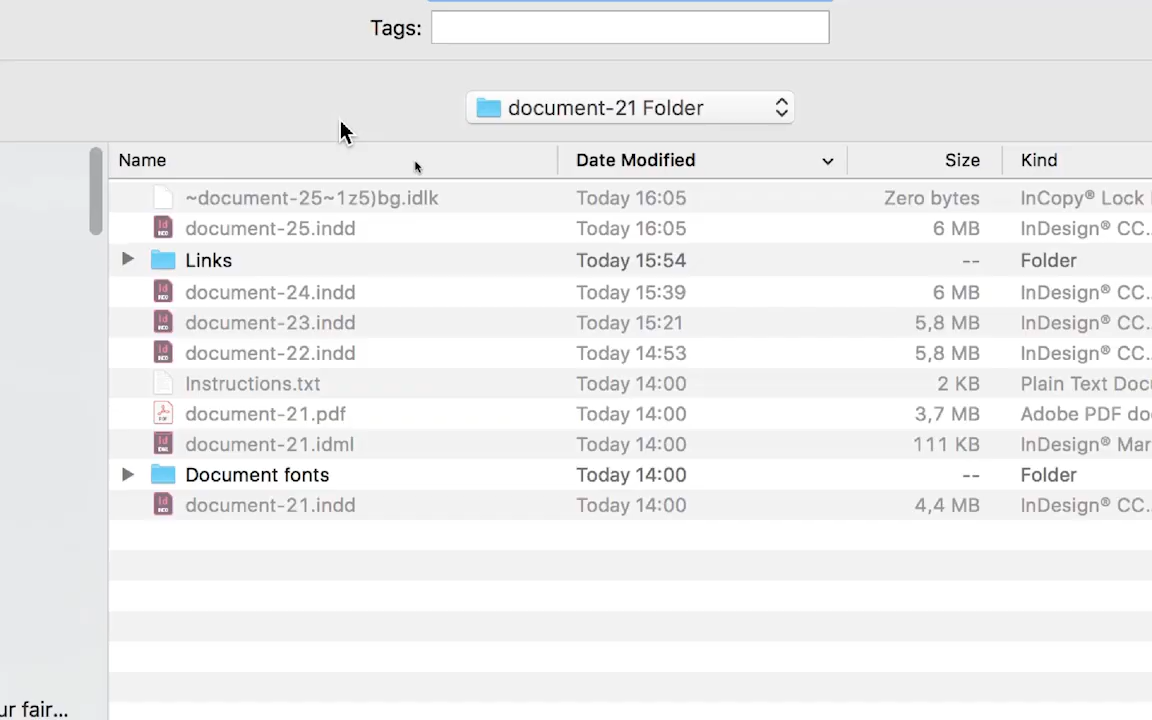 Tags:
document-21 Folder
Name Date Modified Size Kind
~document-25~1z5)bg.idlk Today 16:05 Zero bytes InCopy® Lock
document-25.indd Today 16:05 6 MB InDesign® CC..
Links Today 15:54 -- Folder
document-24.indd Today 15:39 6 MB InDesign® CC..
document-23.indd Today 15:21 5,8 MB InDesign® CC..
document-22.indd Today 14:53 5,8 MB InDesign® CC..
Instructions.txt Today 14:00 2 KB Plain Text Docu
document-21.pdf Today 14:00 3,7 MB Adobe PDF do
document-21.idml Today 14:00 111 KB InDesign® Mar
Document fonts Today 14:00 -- Folder
document-21.indd Today 14:00 4,4 MB InDesign® CC..
ur fair...